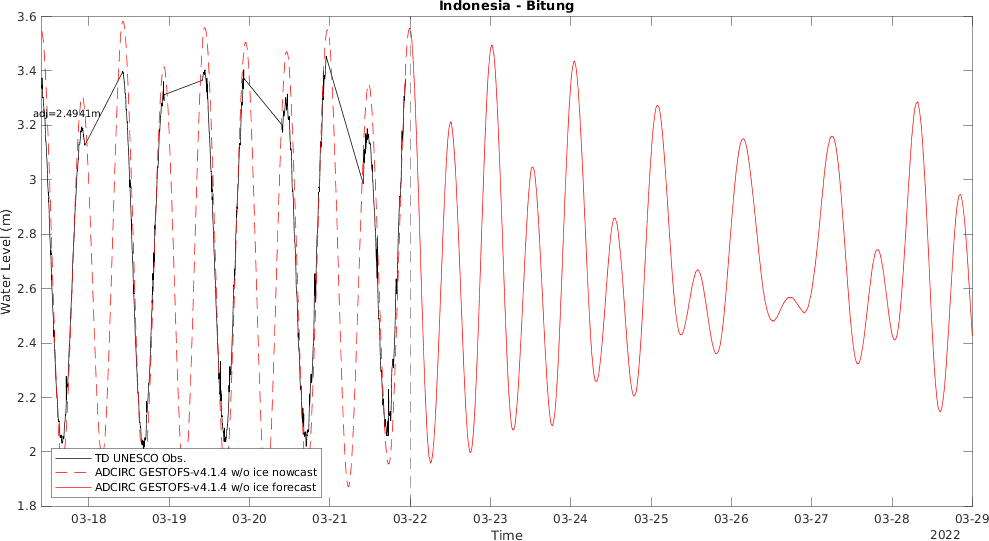 Indonesia - Bitung
3.6
3.4
adj=2.4941m
3.2
3
2.8
Water Level (m)
2.6
2.4
2.2
2
1.8
TD UNESCO Obs.
ADCIRC GESTOFS-v4.1.4 w/o ice nowcast
ADCIRC GESTOFS-v4.1.4 w/o ice forecast
03-18 03-19 03-20 03-21 03-22 03-23 03-24 03-25 03-26 03-27 03-28 03-29
Time
2022